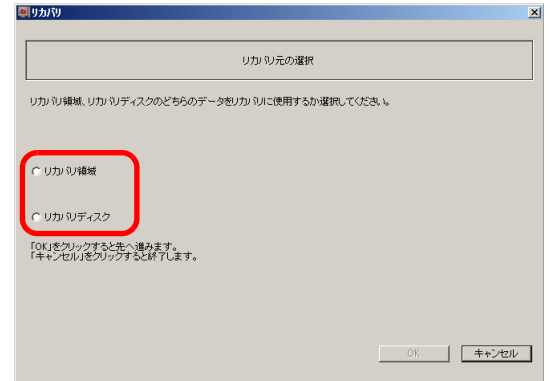 リカバリ
リカバリ元の選択
リカバリ領域、リカバリディスクのどちらのデータをリカバリに使用するか選択してください。
リカバリ領域
リカバリディスク
「OK」をクリックすると先へ進みます。
「キャンセル」をクリックすると終了します。
OK
キャンセル